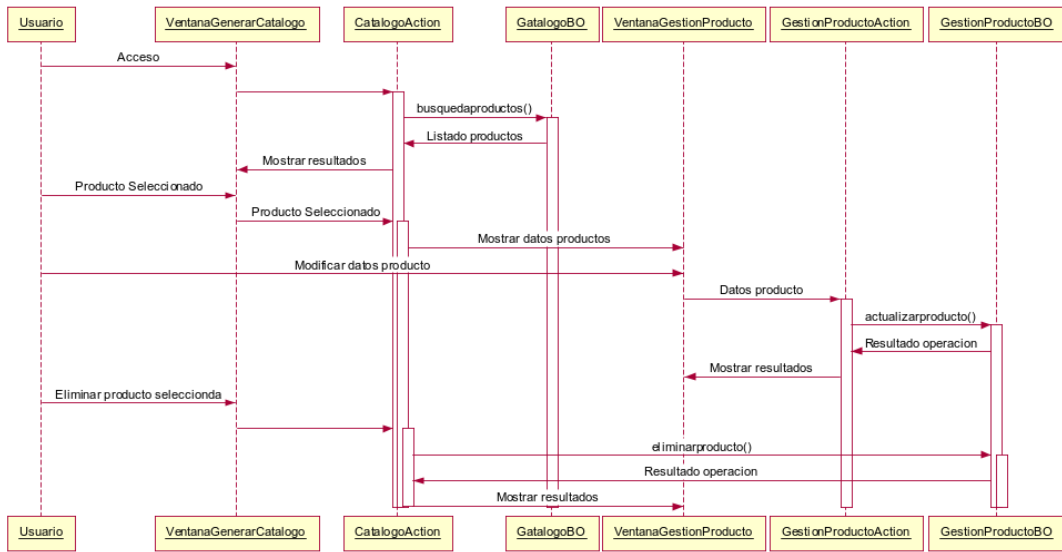 Usuario VentanaGenerarCatalogo CatalogoAction GatalogoBO VentanaGestionProducto GestionProductoAction GestionProductoBO
Acceso
busquedaproductos()
Listado productos
Mostrar resultados
Producto Seleccionado
Producto Seleccionado
Mostrar datos productos
Modificar datos producto
Datos producto
actualizarproducto()
Resultado operacion
Mostrar resultados
Eliminar producto seleccionda
eliminarproducto()
Resultado operacion
Mostrar resultados
Usuario VentanaGenerarCatalogo CatalogoAction GatalogoBO VentanaGestionProducto GestionProductoAction GestionProductoBO